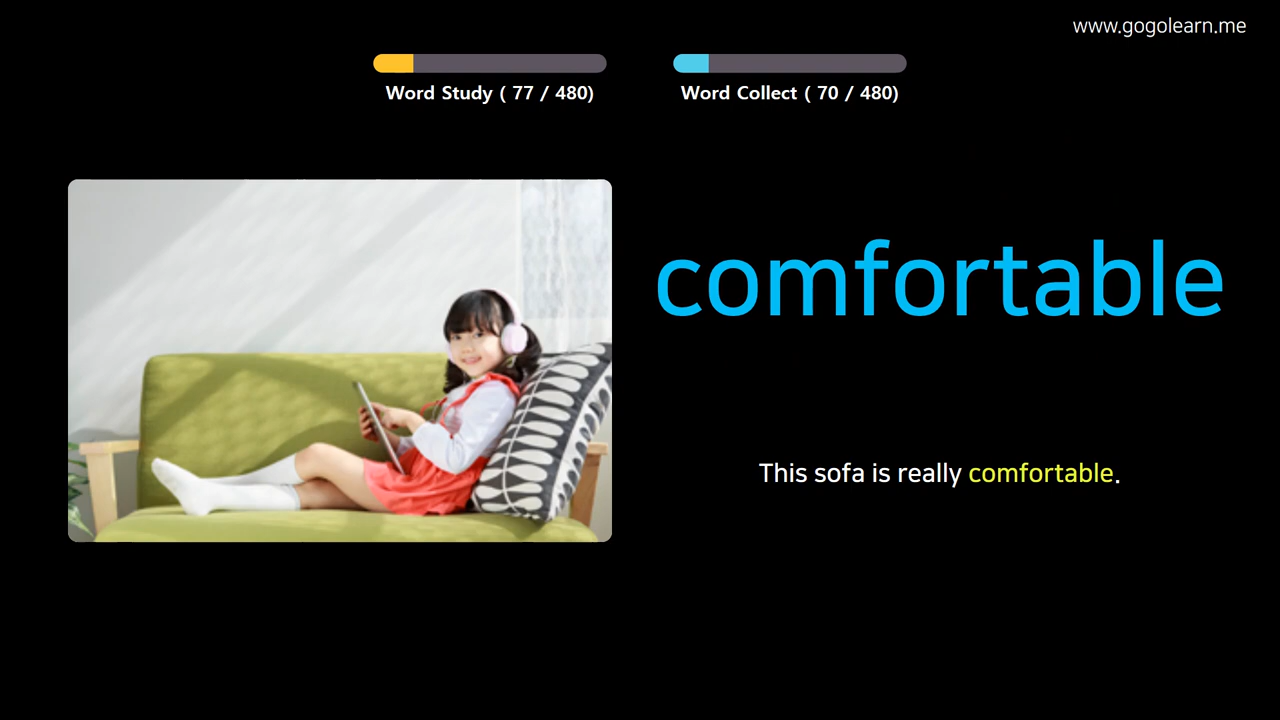 www.gogolearn.me
Word Study ( 77 / 480)
Word Collect ( 70 / 480)
comfortable
This sofa is really comfortable.